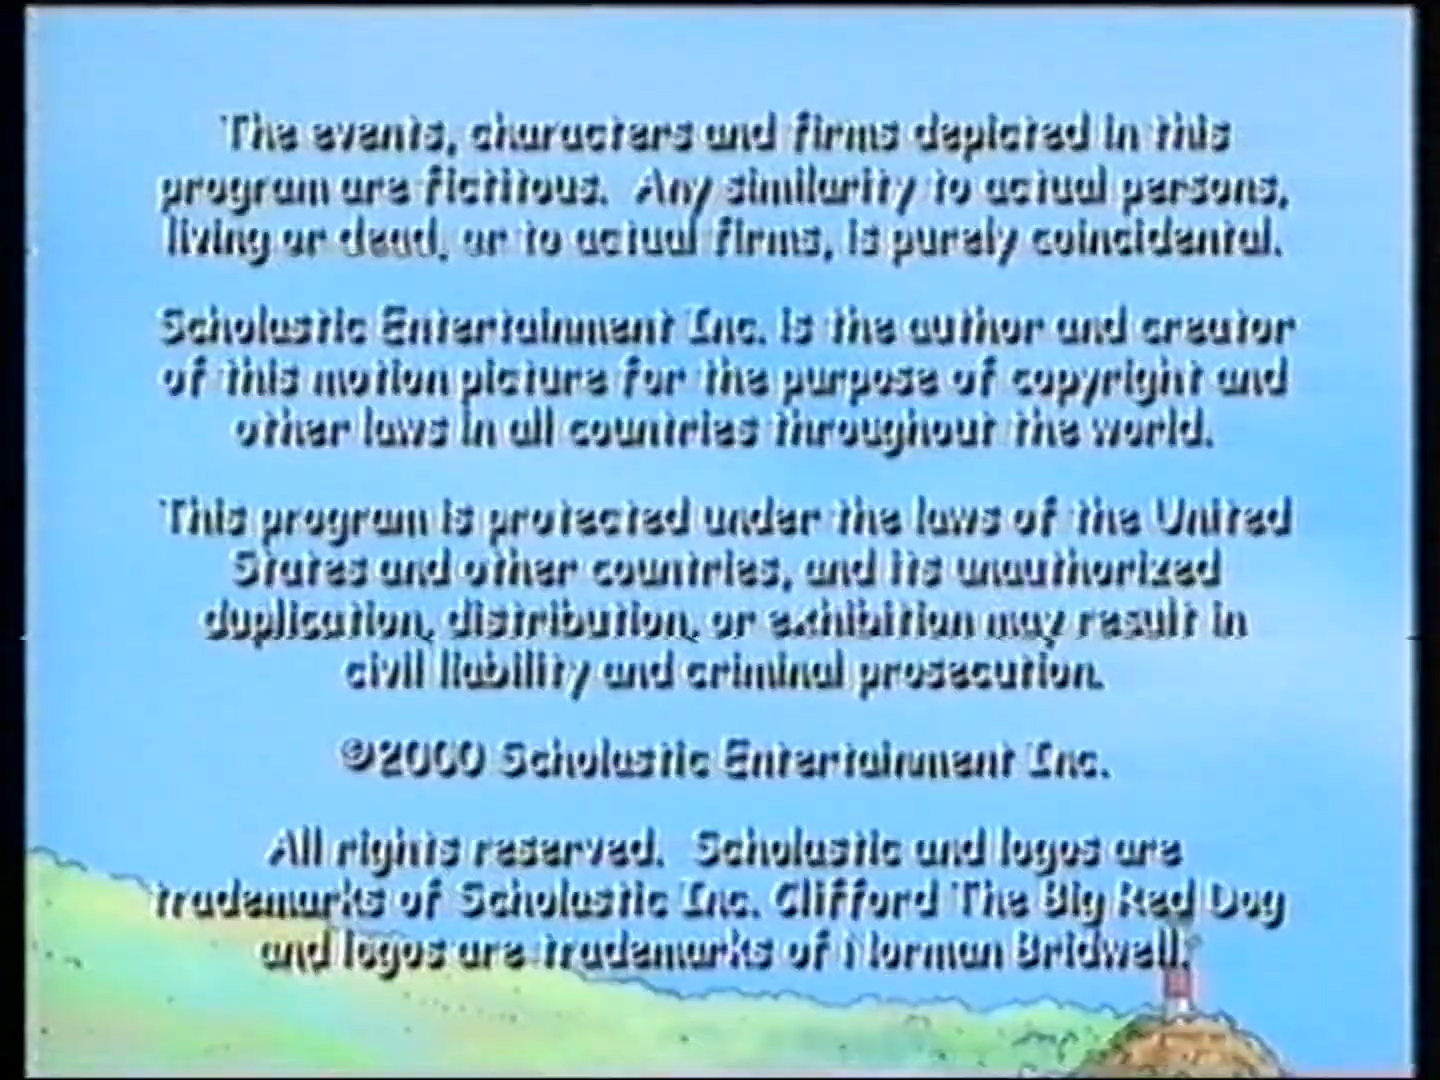 The events, characters and firms depicted in this
program are fictitous.  Any similarity to actual persons,
living or dead, or to actual firms, is purely coincidental.
Scholastic Entertainment Inc. is the author and creator
of this motion picture for the purpose of copyright and
other laws in all countries throughout the world.
This program is protected under the laws of the United
States and other countries, and its unauthorized
duplication, distribution, or exhibition may result in
civil liability and criminal prosecution.
©2000 Scholastic Entertainment Inc.
All rights reserved.  Scholastic and logos are
trademarks of Scholastic Inc. Clifford The Big Red Dog
and logos are trademarks of Norman Bridwell.